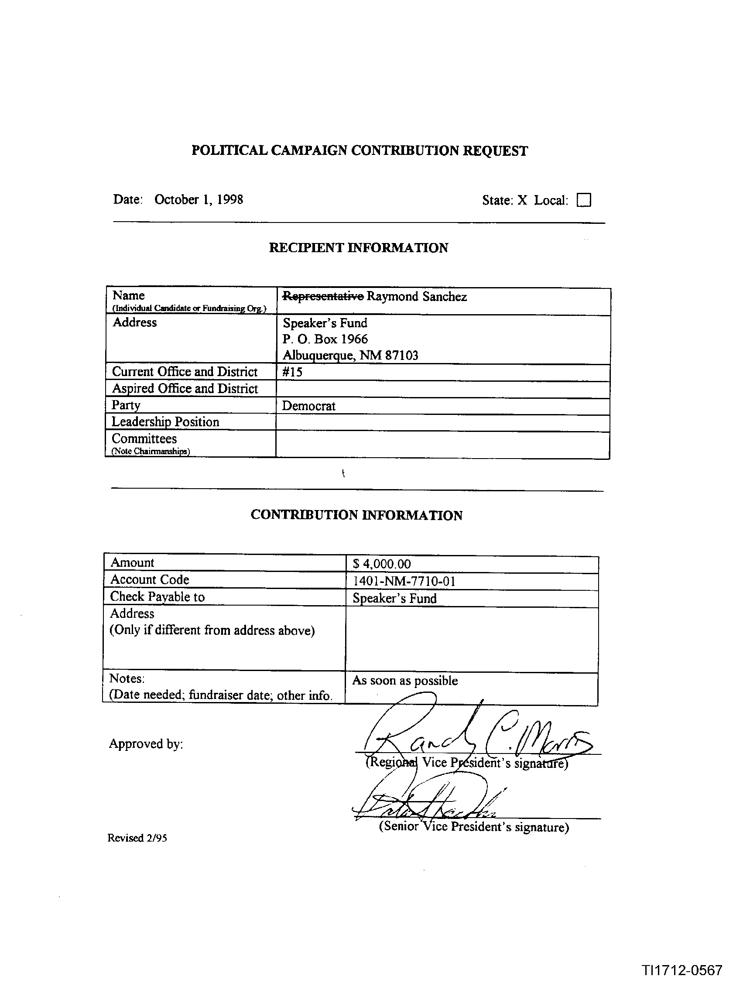 POLITICAL CAMPAIGN CONTRIBUTION REQUEST
Date: October 1, 1998 State: X Local: ☐
RECIPIENT INFORMATION
Name Representative Raymond Sanchez
(Individual Candidate or Fundraising Org.)
Address Speaker's Fund
P. O. Box 1966
Albuquerque, NM 87103
Current Office and District #15
Aspired Office and District
Party Democrat
Leadership Position
Committees
(Note Chairmanships)
CONTRIBUTION INFORMATION
Amount $ 4,000.00
Account Code 1401-NM-7710-01
Check Payable to Speaker's Fund
Address
(Only if different from address above)
Notes: As soon as possible
(Date needed; fundraiser date; other info.
Approved by: Randy C. Morris
(Regional Vice President's signature)
(Senior Vice President's signature)
Revised 2/95
TI1712-0567